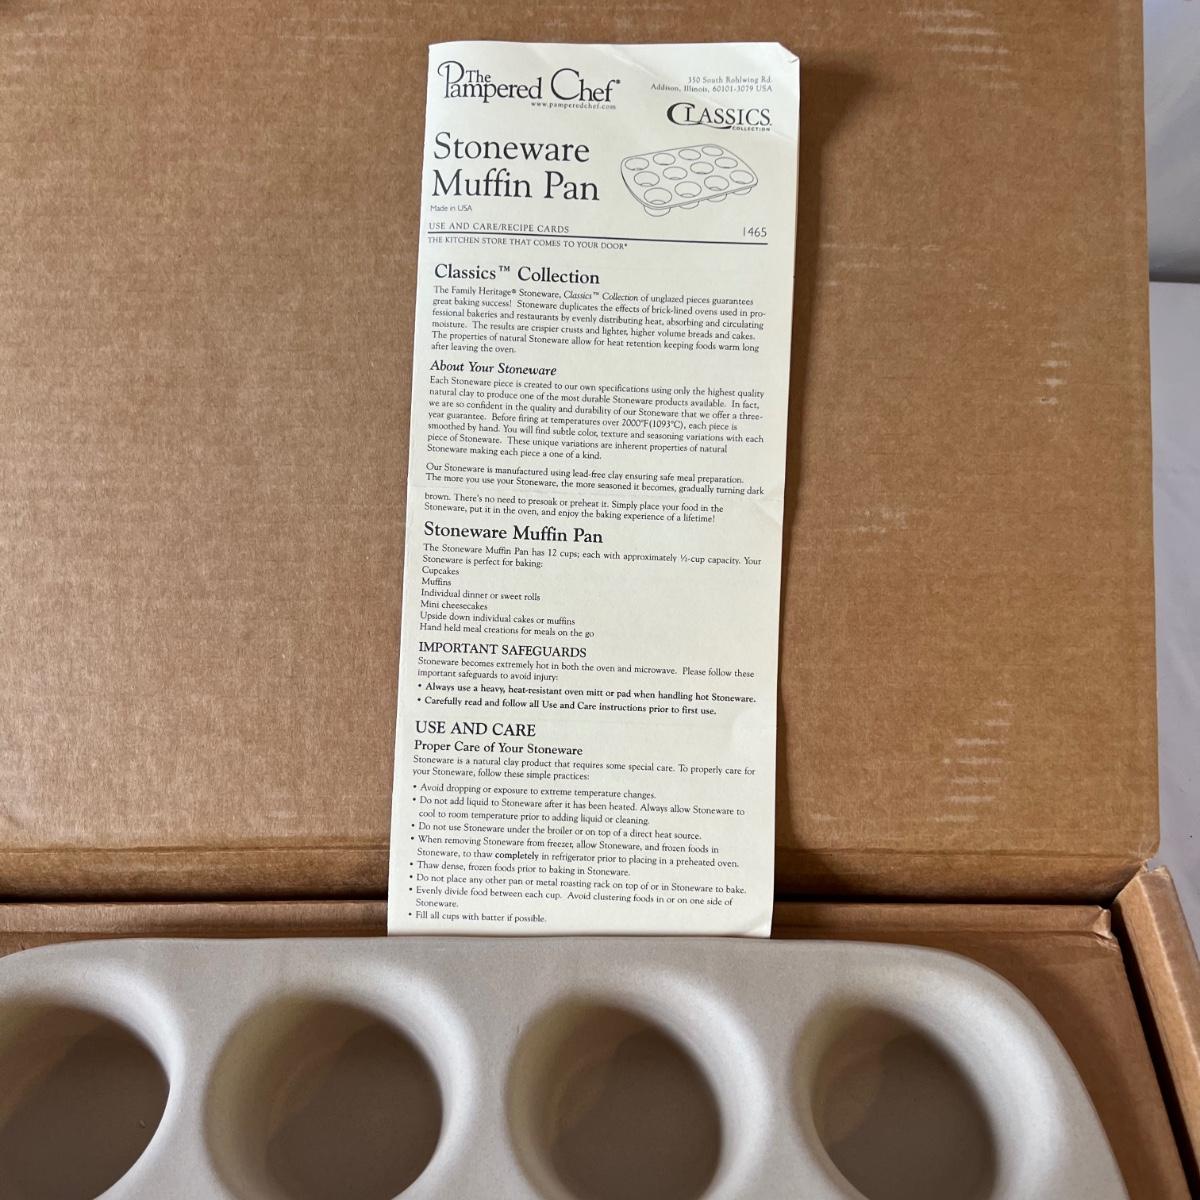 The Pampered Chef®
www.pamperedchef.com
350 South Rohlwing Rd.
Addison, Illinois, 60101-3079 USA
CLASSICS
COLLECTION
Stoneware
Muffin Pan
Made in USA
USE AND CARE/RECIPE CARDS
1465
THE KITCHEN STORE THAT COMES TO YOUR DOOR®
Classics™ Collection
The Family Heritage® Stoneware, Classics™ Collection of unglazed pieces guarantees
great baking success! Stoneware duplicates the effects of brick-lined ovens used in pro-
fessional bakeries and restaurants by evenly distributing heat, absorbing and circulating
moisture. The results are crispier crusts and lighter, higher volume breads and cakes.
The properties of natural Stoneware allow for heat retention keeping foods warm long
after leaving the oven.
About Your Stoneware
Each Stoneware piece is created to our own specifications using only the highest quality
natural clay to produce one of the most durable Stoneware products available. In fact,
we are so confident in the quality and durability of our Stoneware that we offer a three-
year guarantee. Before firing at temperatures over 2000°F(1093°C), each piece is
smoothed by hand. You will find subtle color, texture and seasoning variations with each
piece of Stoneware. These unique variations are inherent properties of natural
Stoneware making each piece a one of a kind.
Our Stoneware is manufactured using lead-free clay ensuring safe meal preparation.
The more you use your Stoneware, the more seasoned it becomes, gradually turning dark
brown. There's no need to presoak or preheat it. Simply place your food in the
Stoneware, put it in the oven, and enjoy the baking experience of a lifetime!
Stoneware Muffin Pan
The Stoneware Muffin Pan has 12 cups; each with approximately ½-cup capacity. Your
Stoneware is perfect for baking:
Cupcakes
Muffins
Individual dinner or sweet rolls
Mini cheesecakes
Upside down individual cakes or muffins
Hand held meal creations for meals on the go
IMPORTANT SAFEGUARDS
Stoneware becomes extremely hot in both the oven and microwave. Please follow these
important safeguards to avoid injury:
• Always use a heavy, heat-resistant oven mitt or pad when handling hot Stoneware.
• Carefully read and follow all Use and Care instructions prior to first use.
USE AND CARE
Proper Care of Your Stoneware
Stoneware is a natural clay product that requires some special care. To properly care for
your Stoneware, follow these simple practices:
• Avoid dropping or exposure to extreme temperature changes.
• Do not add liquid to Stoneware after it has been heated. Always allow Stoneware to
cool to room temperature prior to adding liquid or cleaning.
• Do not use Stoneware under the broiler or on top of a direct heat source.
• When removing Stoneware from freezer, allow Stoneware, and frozen foods in
Stoneware, to thaw completely in refrigerator prior to placing in a preheated oven.
• Thaw dense, frozen foods prior to baking in Stoneware.
• Do not place any other pan or metal roasting rack on top of or in Stoneware to bake.
• Evenly divide food between each cup. Avoid clustering foods in or on one side of
Stoneware.
• Fill all cups with batter if possible.